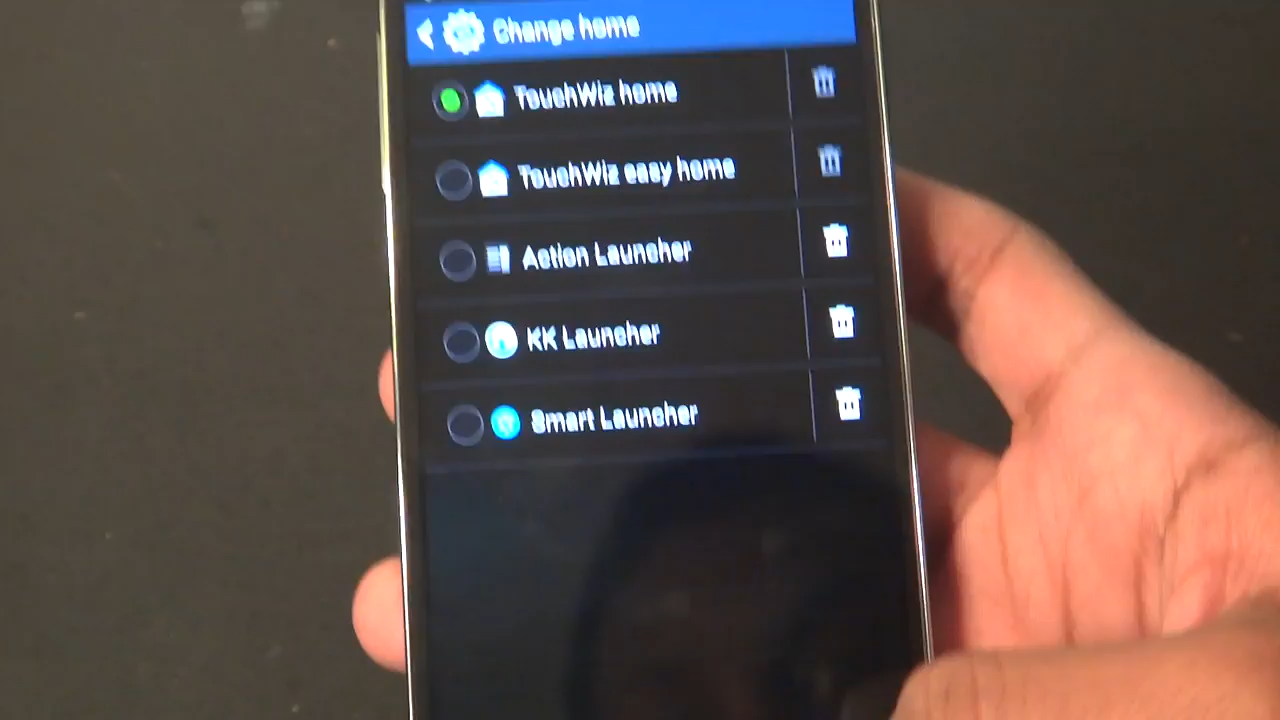 Change home
TouchWiz home
TouchWiz easy home
Action Launcher
KK Launcher
Smart Launcher